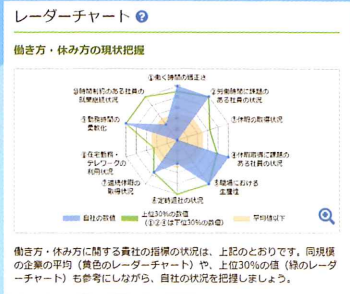 レーダーチャート ?
働き方・休み方の現状把握
①働く時間の適正さ
②労働時間に課題の
ある社員の状況
③休暇の取得状況
④休暇取得に課題の
ある社員の状況
⑤職場における
生産性
⑥定時退社の状況
⑦連続休暇の
取得状況
⑧在宅勤務・
テレワークの
利用状況
⑨勤務時間の
柔軟化
⑩時間制約のある社員の
就業継続状況
自社の数値
上位30%の数値
(①②④は下位30%の数値)
平均値以下
働き方・休み方に関する貴社の指標の状況は、上記のとおりです。同規模
の企業の平均（黄色のレーダーチャート）や、上位30%の値（緑のレーダ
ーチャート）も参考にしながら、自社の状況を把握しましょう。